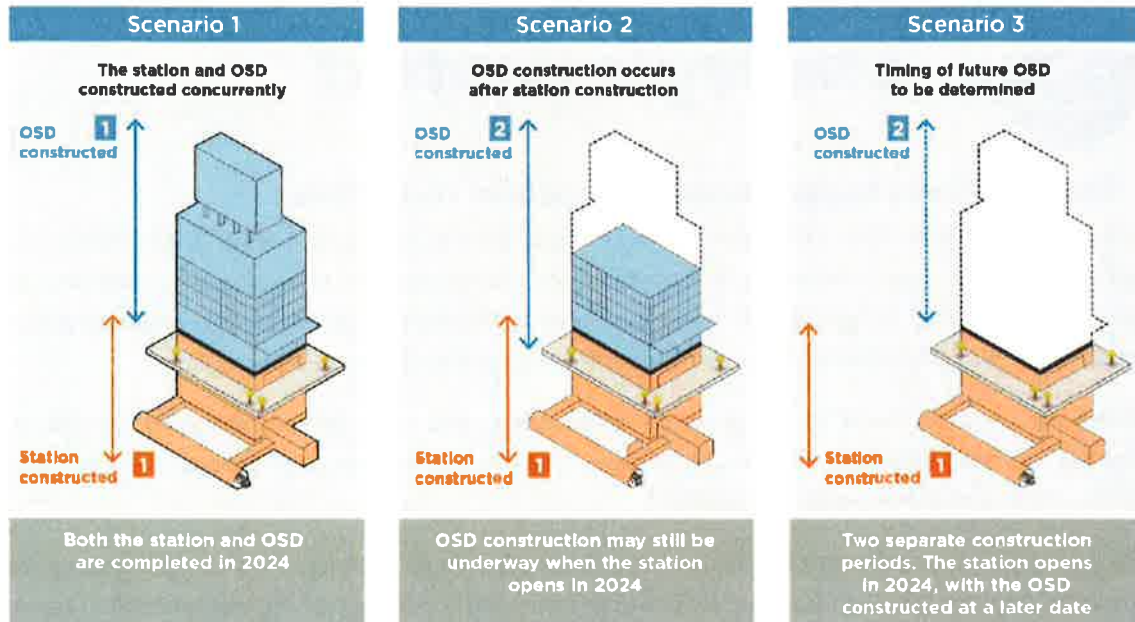 Scenario 1
The station and OSD
constructed concurrently
OSD
constructed
1
Station
constructed
1
Both the station and OSD
are completed in 2024
Scenario 2
OSD construction occurs
after station construction
OSD
constructed
2
Station
constructed
1
OSD construction may still be
underway when the station
opens in 2024
Scenario 3
Timing of future OSD
to be determined
OSD
constructed
2
Station
constructed
1
Two separate construction
periods. The station opens
in 2024, with the OSD
constructed at a later date